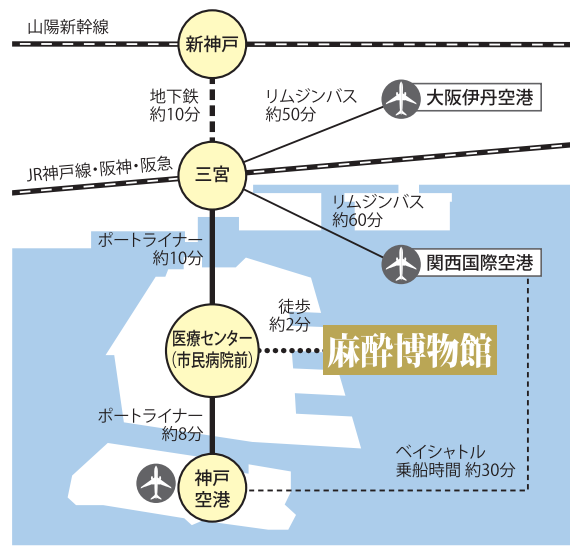 山陽新幹線
新神戸
地下鉄
約10分
リムジンバス
約50分
大阪伊丹空港
JR神戸線・阪神・阪急
三宮
リムジンバス
約60分
ポートライナー
約10分
関西国際空港
徒歩
約2分
医療センター
(市民病院前)
麻酔博物館
ポートライナー
約8分
神戸
空港
ベイシャトル
乗船時間 約30分